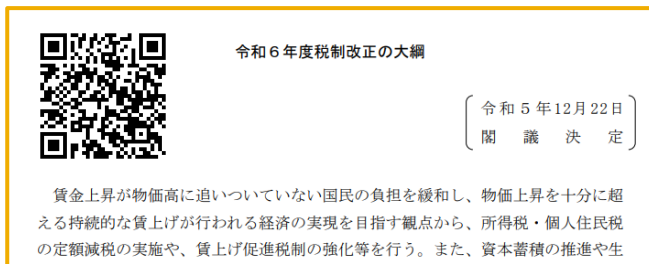 令和６年度税制改正の大綱
令和５年12月22日
閣議決定
賃金上昇が物価高に追いついていない国民の負担を緩和し、物価上昇を十分に超
える持続的な賃上げが行われる経済の実現を目指す観点から、所得税・個人住民税
の定額減税の実施や、賃上げ促進税制の強化等を行う。また、資本蓄積の推進や生